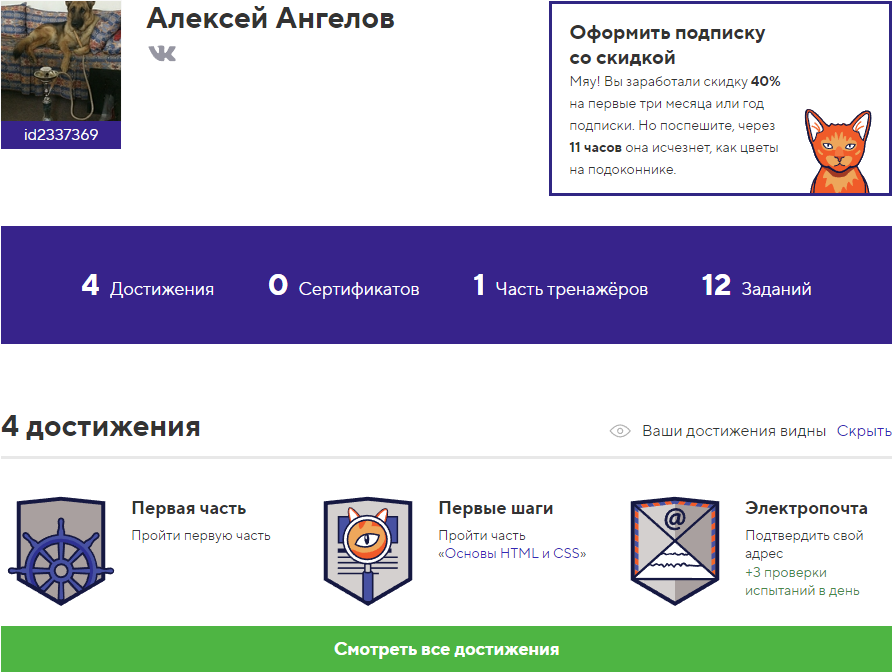 Алексей Ангелов
id2337369
Оформить подписку
со скидкой
Мяу! Вы заработали скидку 40%
на первые три месяца или год
подписки. Но поспешите, через
11 часов она исчезнет, как цветы
на подоконнике.
4 Достижения
0 Сертификатов
1 Часть тренажёров
12 Заданий
4 достижения
Ваши достижения видны Скрыть
Первая часть
Пройти первую часть
Первые шаги
Пройти часть
«Основы HTML и CSS»
@
Электропочта
Подтвердить свой
адрес
+3 проверки
испытаний в день
Смотреть все достижения